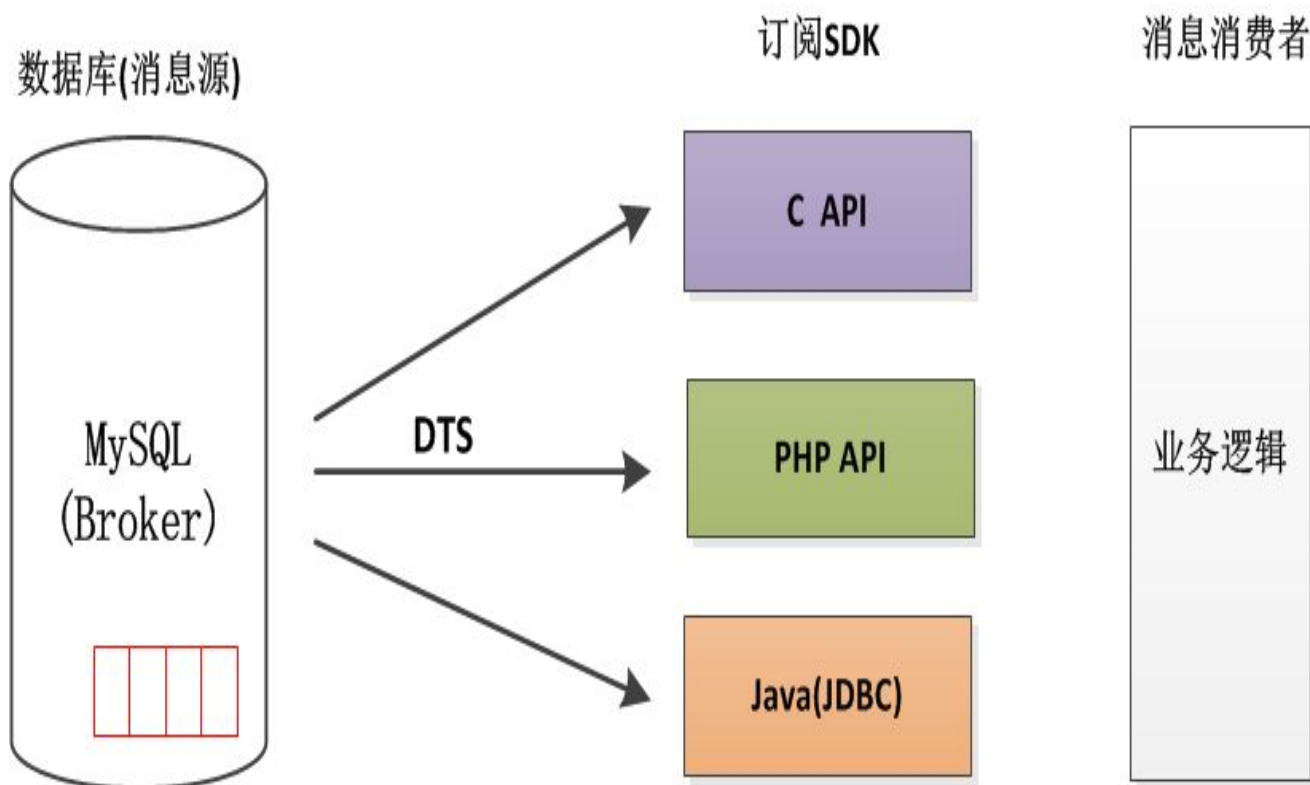 数据库(消息源)
订阅SDK
消息消费者
MySQL
(Broker)
DTS
C API
PHP API
Java(JDBC)
业务逻辑